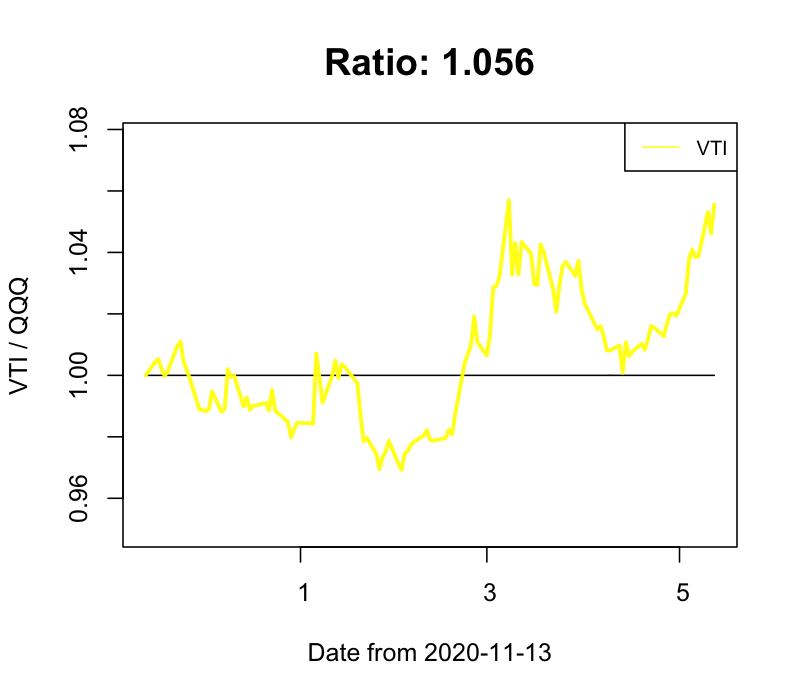 Ratio: 1.056
VTI
VTI / QQQ
1.08
1.04
1.00
0.96
1 3 5
Date from 2020-11-13